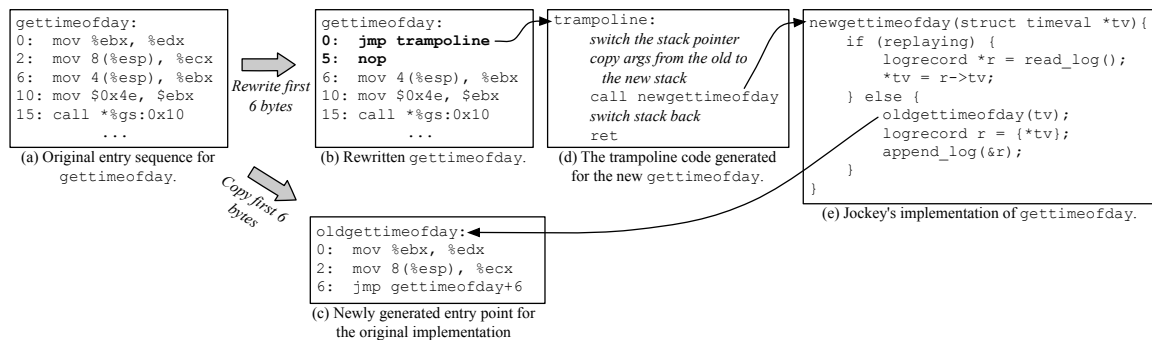 gettimeofday:
0: mov %ebx, %edx
2: mov 8(%esp), %ecx
6: mov 4(%esp), %ebx
10: mov $0x4e, $ebx
15: call *%gs:0x10
...
(a) Original entry sequence for
gettimeofday.
Rewrite first
6 bytes
gettimeofday:
0: jmp trampoline
5: nop
6: mov 4(%esp), %ebx
10: mov $0x4e, $ebx
15: call *%gs:0x10
...
(b) Rewritten gettimeofday.
trampoline:
switch the stack pointer
copy args from the old to
the new stack
call newgettimeofday
switch stack back
ret
(d) The trampoline code generated
for the new gettimeofday.
newgettimeofday(struct timeval *tv){
if (replaying) {
logrecord *r = read_log();
*tv = r->tv;
} else {
oldgettimeofday(tv);
logrecord r = {*tv};
append_log(&r);
}
}
(e) Jockey's implementation of gettimeofday.
Copy first 6
bytes
oldgettimeofday:
0: mov %ebx, %edx
2: mov 8(%esp), %ecx
6: jmp gettimeofday+6
(c) Newly generated entry point for
the original implementation